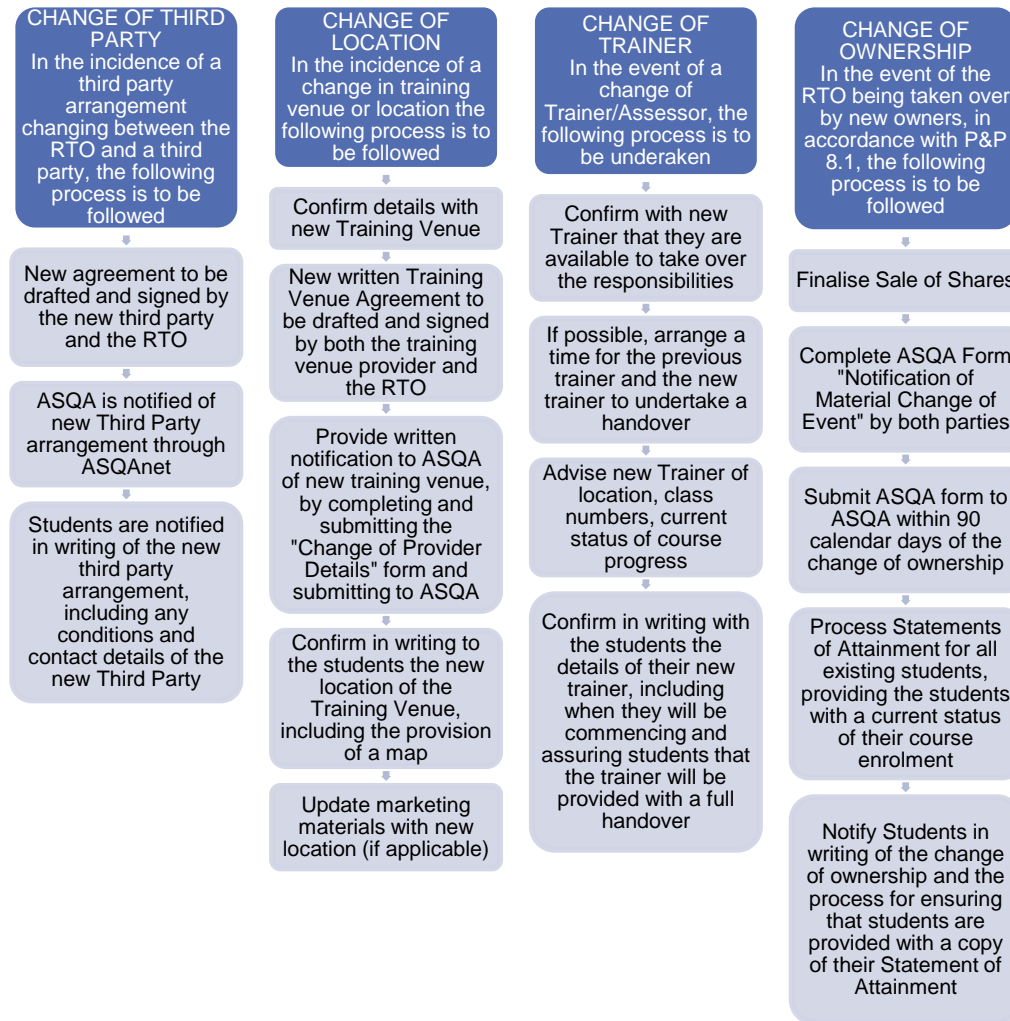 CHANGE OF THIRD
PARTY
In the incidence of a
third party
arrangement
changing between the
RTO and a third
party, the following
process is to be
followed
New agreement to be
drafted and signed by
the new third party
and the RTO
ASQA is notified of
new Third Party
arrangement through
ASQAnet
Students are notified
in writing of the new
third party
arrangement,
including any
conditions and
contact details of the
new Third Party
CHANGE OF
LOCATION
In the incidence of a
change in training
venue or location the
following process is to
be followed
Confirm details with
new Training Venue
New written Training
Venue Agreement to
be drafted and signed
by both the training
venue provider and
the RTO
Provide written
notification to ASQA
of new training venue,
by completing and
submitting the
"Change of Provider
Details" form and
submitting to ASQA
Confirm in writing to
the students the new
location of the
Training Venue,
including the provision
of a map
Update marketing
materials with new
location (if applicable)
CHANGE OF
TRAINER
In the event of a
change of
Trainer/Assessor, the
following process is to
be underaken
Confirm with new
Trainer that they are
available to take over
the responsibilities
If possible, arrange a
time for the previous
trainer and the new
trainer to undertake a
handover
Advise new Trainer of
location, class
numbers, current
status of course
progress
Confirm in writing with
the students the
details of their new
trainer, including
when they will be
commencing and
assuring students that
the trainer will be
provided with a full
handover
CHANGE OF
OWNERSHIP
In the event of the
RTO being taken over
by new owners, in
accordance with P&P
8.1, the following
process is to be
followed
Finalise Sale of Shares
Complete ASQA Form
"Notification of
Material Change of
Event" by both parties
Submit ASQA form to
ASQA within 90
calendar days of the
change of ownership
Process Statements
of Attainment for all
existing students,
providing the students
with a current status
of their course
enrolment
Notify Students in
writing of the change
of ownership and the
process for ensuring
that students are
provided with a copy
of their Statement of
Attainment